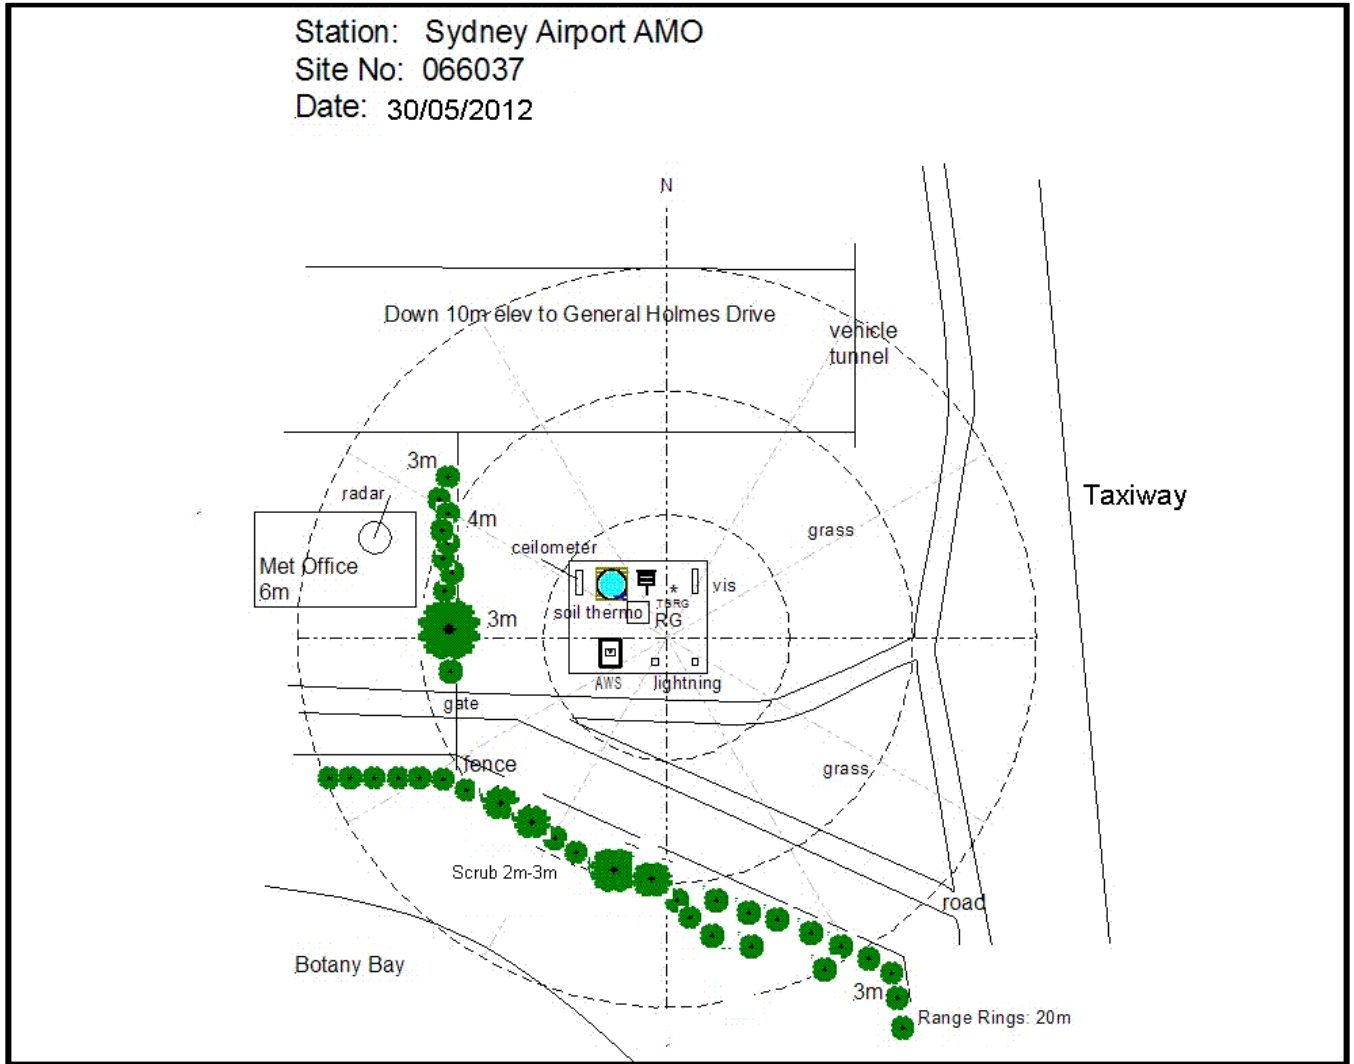 Station: Sydney Airport AMO
Site No: 066037
Date: 30/05/2012
N
Down 10m elev to General Holmes Drive
vehicle
tunnel
3m
radar
4m
Taxiway
grass
ceilometer
Met Office
6m
vis
TBRG
soil thermo
RG
3m
AWS
lightning
gate
fence
grass
Scrub 2m-3m
road
Botany Bay
3m
Range Rings: 20m